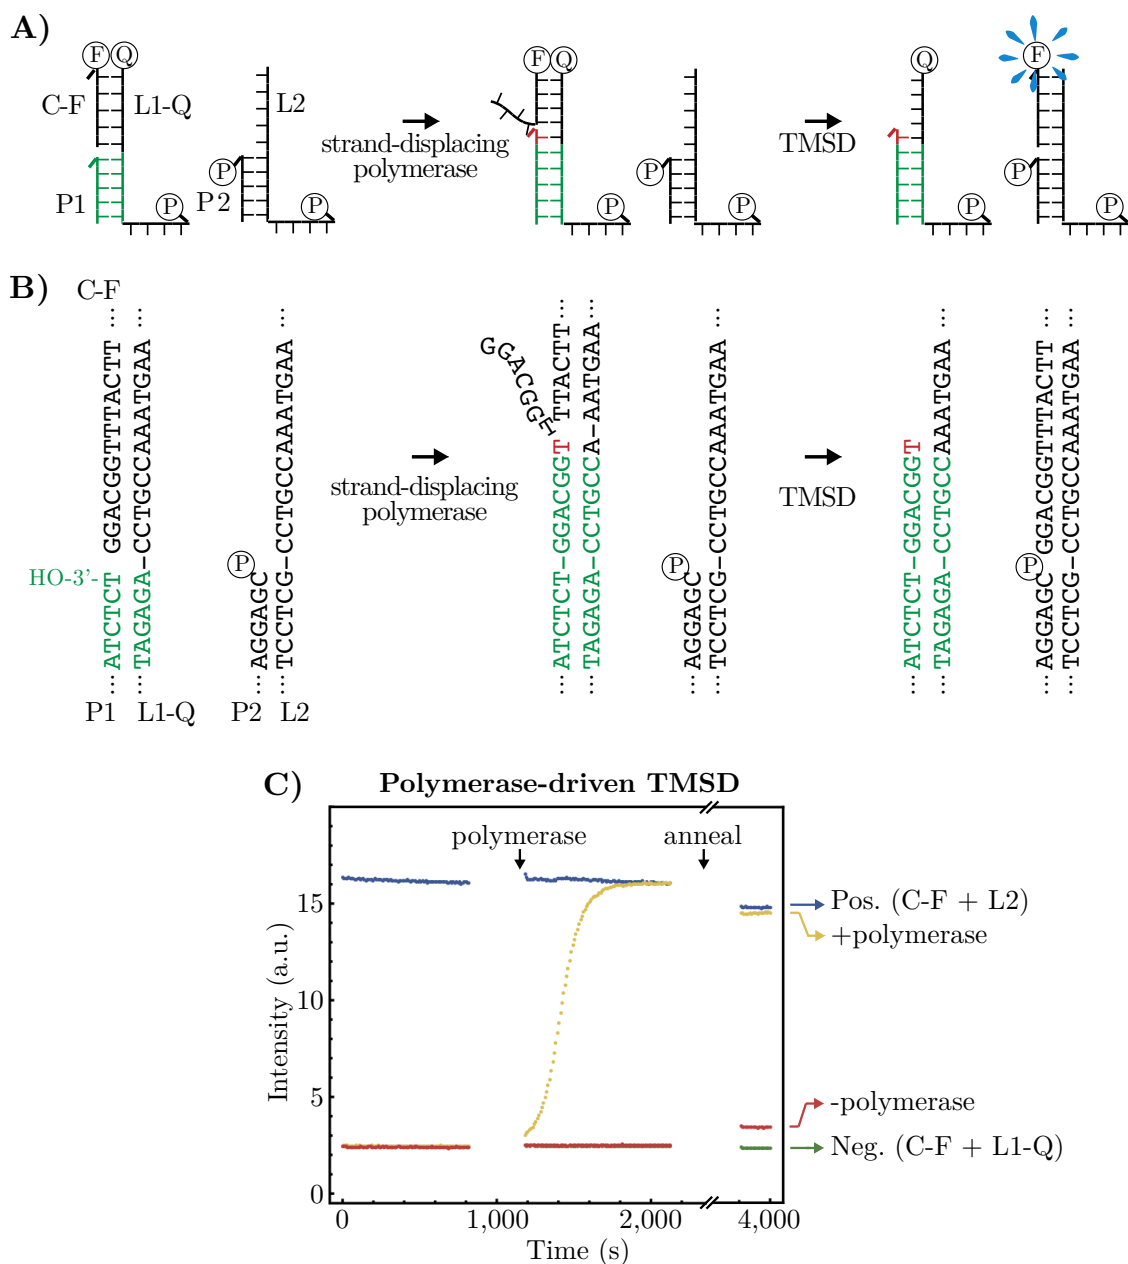 A)
F Q
C-F L1-Q
L2
P1
P
P2
P
P
strand-displacing
polymerase
F Q
P
P
P
TMSD
Q
F
P
P
P
B)
C-F
... ... ...
GGACGGTTTACTT
CCTGCCAAATGAA
CCTGCCAAATGAA
HO-3'-
ATCTCT
TAGAGA–
P
AGGAGC
TCCTCG–
... ... ... ...
P1 L1-Q P2 L2
strand-displacing
polymerase
... ... ...
GGACGGT
TTACTT
AATGAA
ATCTCT–GGACGGT
TAGAGA–CCTGCCA–
P
AGGAGC
TCCTCG–CCTGCCAAATGAA
... ... ... ...
TMSD
... ... ...
ATCTCT–GGACGGT
TAGAGA–CCTGCCAAATGAA
P
AGGAGC
GGACGGTTTACTT
TCCTCG–CCTGCCAAATGAA
... ... ... ...
C)
Polymerase-driven TMSD
polymerase anneal
Intensity (a.u.)
15
10
5
0
0 1,000 2,000 4,000
Time (s)
Pos. (C-F + L2)
+polymerase
-polymerase
Neg. (C-F + L1-Q)